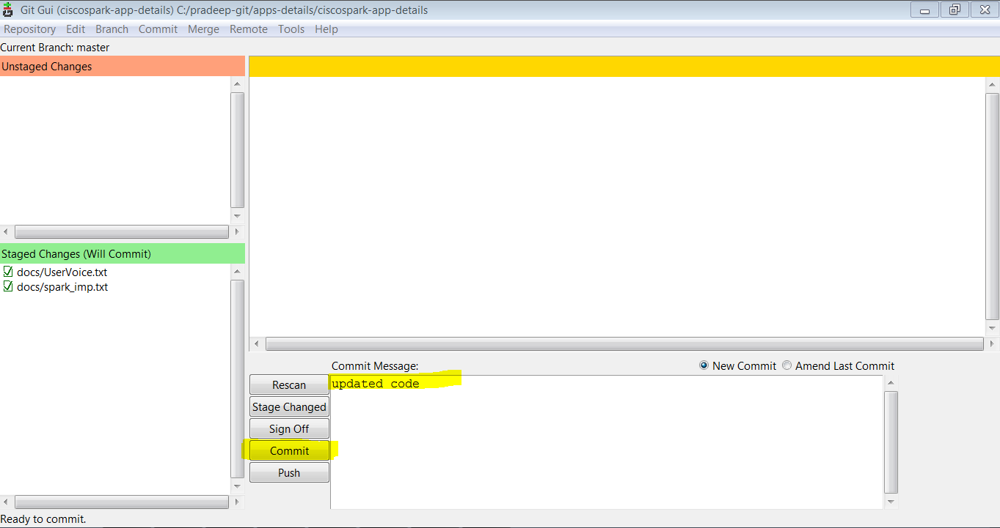 Git Gui (ciscospark-app-details) C:/pradeep-git/apps-details/ciscospark-app-details
Repository Edit Branch Commit Merge Remote Tools Help
Current Branch: master
Unstaged Changes
Staged Changes (Will Commit)
docs/UserVoice.txt
docs/spark_imp.txt
Commit Message:
New Commit
Amend Last Commit
Rescan
updated code
Stage Changed
Sign Off
Commit
Push
Ready to commit.